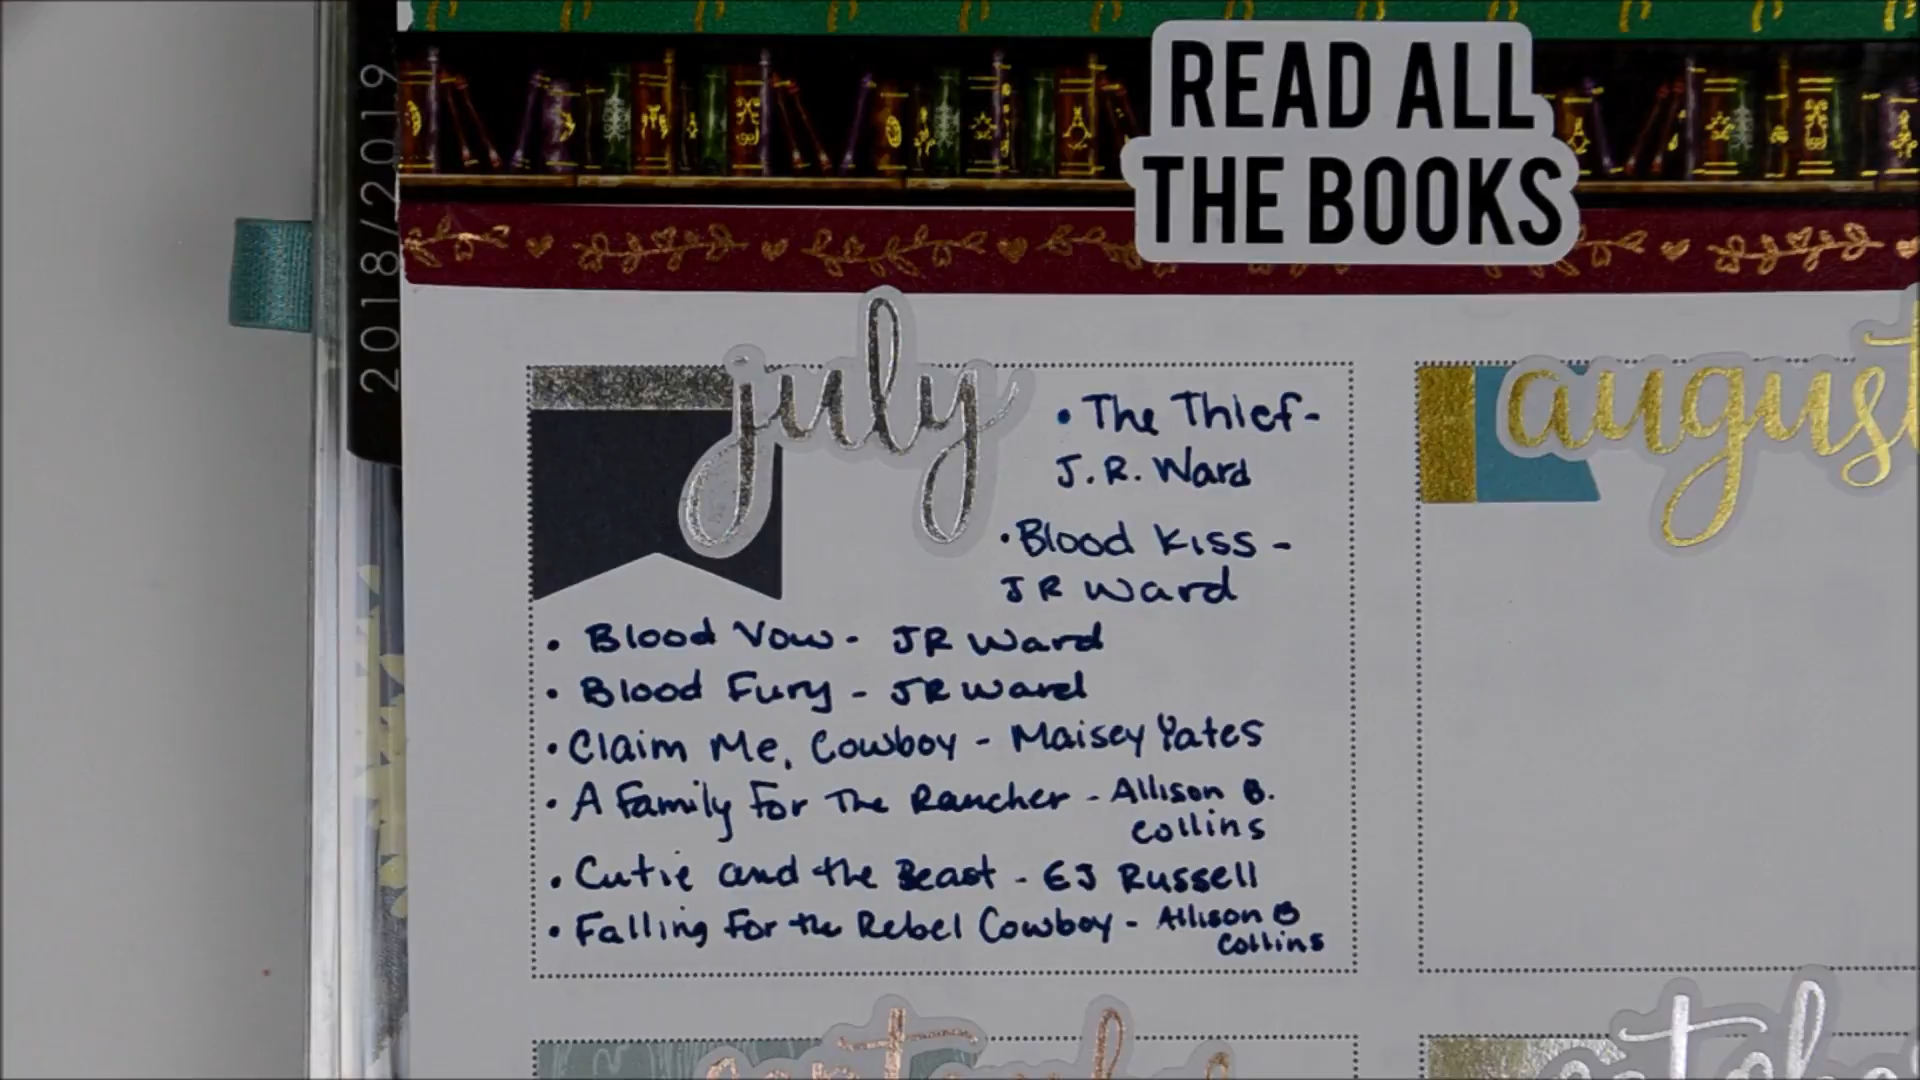 2018/2019
READ ALL
THE BOOKS
july
• The Thief-
J.R. Ward
• Blood Kiss -
JR Ward
• Blood Vow - JR Ward
• Blood Fury - JR Ward
• Claim Me, Cowboy - Maisey Yates
• A Family For The Rancher - Allison B.
Collins
• Cutie and the Beast - EJ Russell
• Falling For the Rebel Cowboy - Allison B
Collins
august